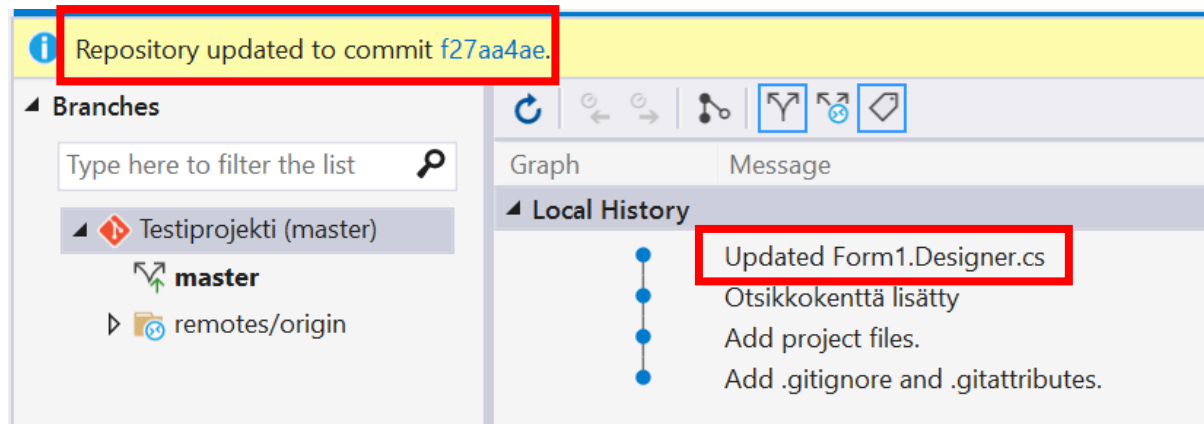 Repository updated to commit f27aa4ae.
Branches
Type here to filter the list
Testiprojekti (master)
master
remotes/origin
Graph Message
Local History
Updated Form1.Designer.cs
Otsikkokenttä lisätty
Add project files.
Add .gitignore and .gitattributes.